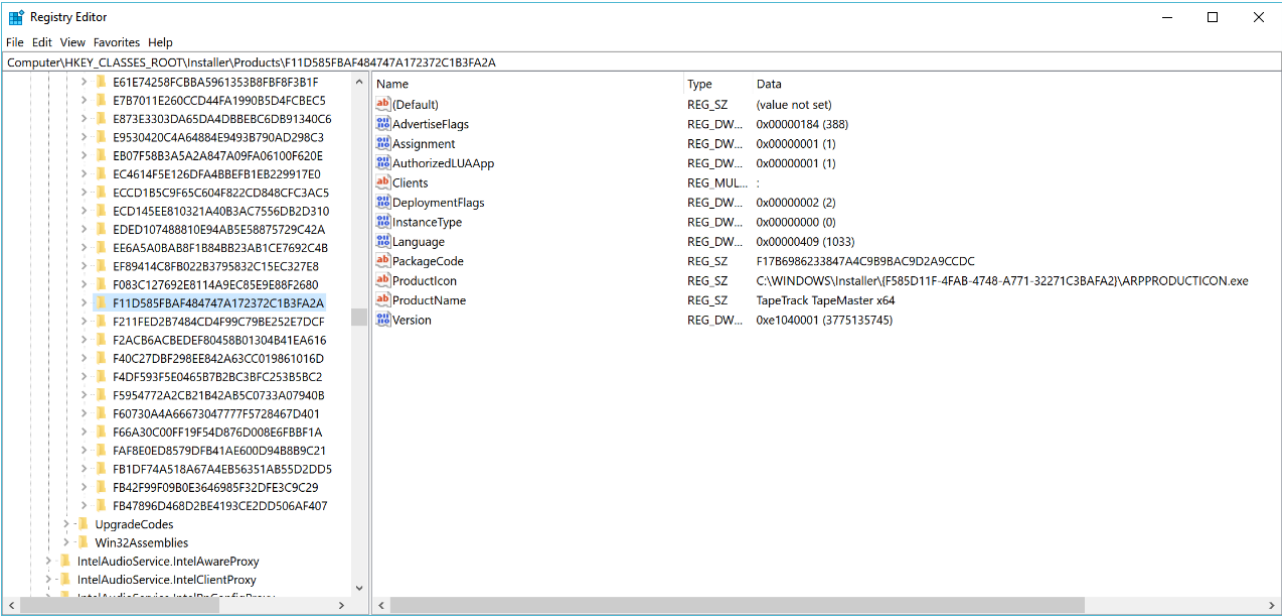 Registry Editor
File Edit View Favorites Help
Computer\HKEY_CLASSES_ROOT\Installer\Products\F11D585FBAF484747A172372C1B3FA2A
E61E74258FCBBA5961353B8FBF8F3B1F
E7B7011E260CCD44FA1990B5D4FCBEC5
E873E3303DA65DA4DBBEBC6DB91340C6
E9530420C4A64884E9493B790AD298C3
EB07F58B3A5A2A847A09FA06100F620E
EC4614F5E126DFA4BBEFB1EB229917E0
ECCD1B5C9F65C604F822CD848CFC3AC5
ECD145EE810321A40B3AC7556DB2D310
EDED107488810E94AB5E58875729C42A
EE6A5A0BAB8F1B84BB23AB1CE7692C4B
EF89414C8FB022B3795832C15EC327E8
F083C127692E8114A9EC85E9E88F2680
F11D585FBAF484747A172372C1B3FA2A
F211FED2B7484CD4F99C79BE252E7DCF
F2ACB6ACBEDEF80458B01304B41EA616
F40C27DBF298EE842A63CC019861016D
F4DF593F5E0465B7B2BC3BFC253B5BC2
F5954772A2CB21B42AB5C0733A07940B
F60730A4A66673047777F5728467D401
F66A30C00FF19F54D876D008E6FBBF1A
FAF8E0ED8579DFB41AE600D94B8B9C21
FB1DF74A518A67A4EB56351AB55D2DD5
FB42F99F09B0E3646985F32DFE3C9C29
FB47896D468D2BE4193CE2DD506AF407
UpgradeCodes
Win32Assemblies
IntelAudioService.IntelAwareProxy
IntelAudioService.IntelClientProxy
Name Type Data
(Default) REG_SZ (value not set)
AdvertiseFlags REG_DW... 0x00000184 (388)
Assignment REG_DW... 0x00000001 (1)
AuthorizedLUAApp REG_DW... 0x00000001 (1)
Clients REG_MUL... :
DeploymentFlags REG_DW... 0x00000002 (2)
InstanceType REG_DW... 0x00000000 (0)
Language REG_DW... 0x00000409 (1033)
PackageCode REG_SZ F17B6986233847A4C9B9BAC9D2A9CCDC
ProductIcon REG_SZ C:\WINDOWS\Installer\{F585D11F-4FAB-4748-A771-32271C3BAFA2}\ARPPRODUCTICON.exe
ProductName REG_SZ TapeTrack TapeMaster x64
Version REG_DW... 0xe1040001 (3775135745)